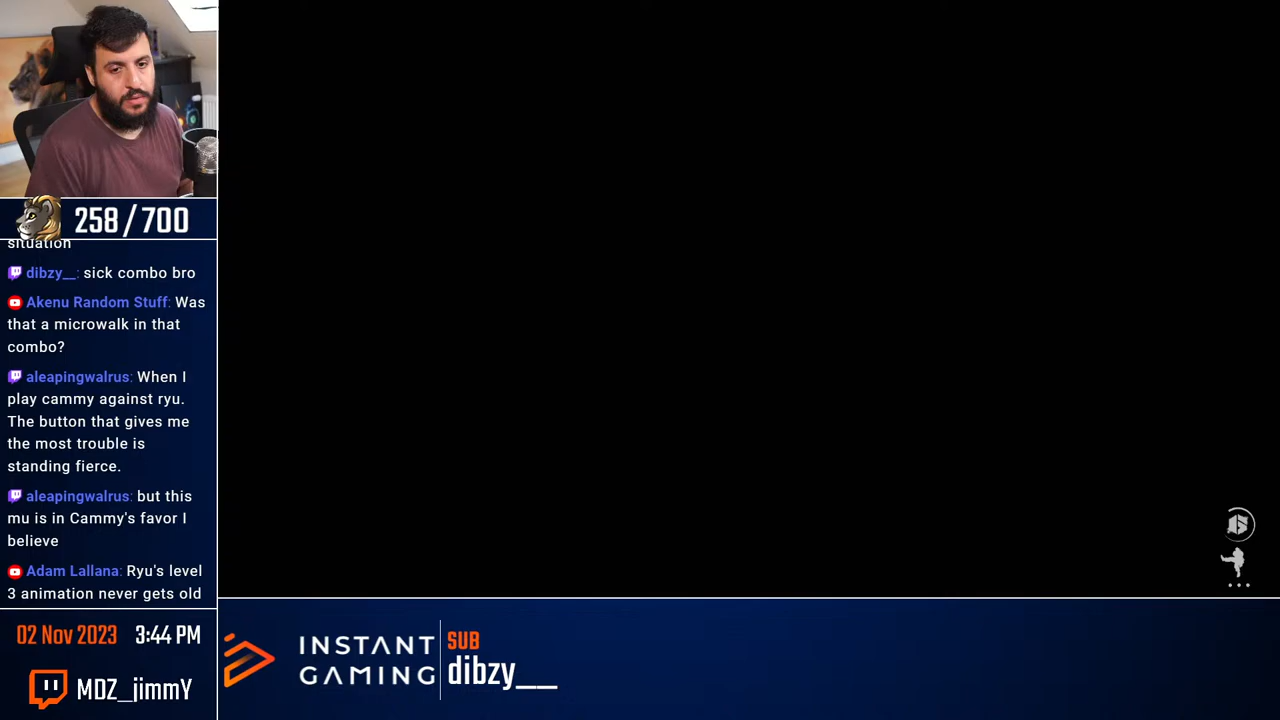 258/700
situation
dibzy__: sick combo bro
Akenu Random Stuff: Was
that a microwalk in that
combo?
aleapingwalrus: When I
play cammy against ryu.
The button that gives me
the most trouble is
standing fierce.
aleapingwalrus: but this
mu is in Cammy's favor I
believe
Adam Lallana: Ryu's level
3 animation never gets old
02 Nov 2023 3:44 PM
MDZ_jimmY
INSTANT
GAMING
SUB
dibzy__